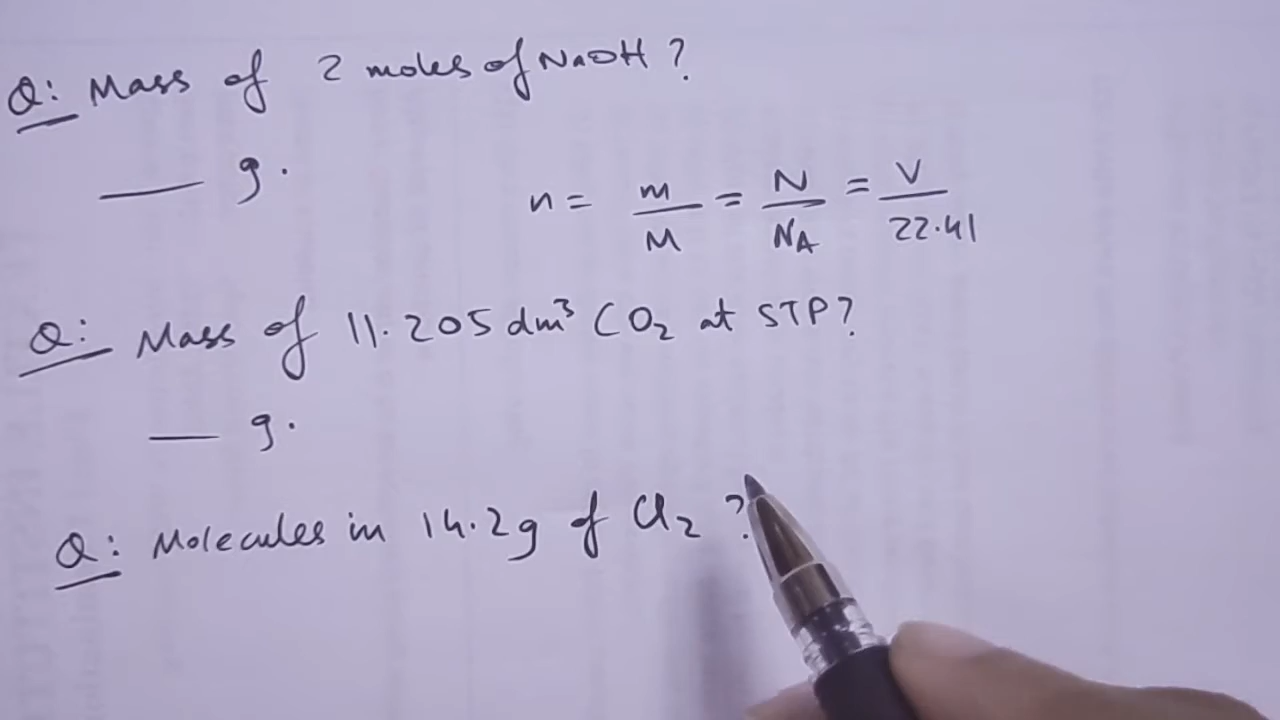 Q: Mass of 2 moles of NaOH ?
___ g.
n = m/M = N/NA = V/22.41
Q: Mass of 11.205 dm³ CO₂ at STP?
___ g.
Q: Molecules in 14.2g of Cl₂ ?